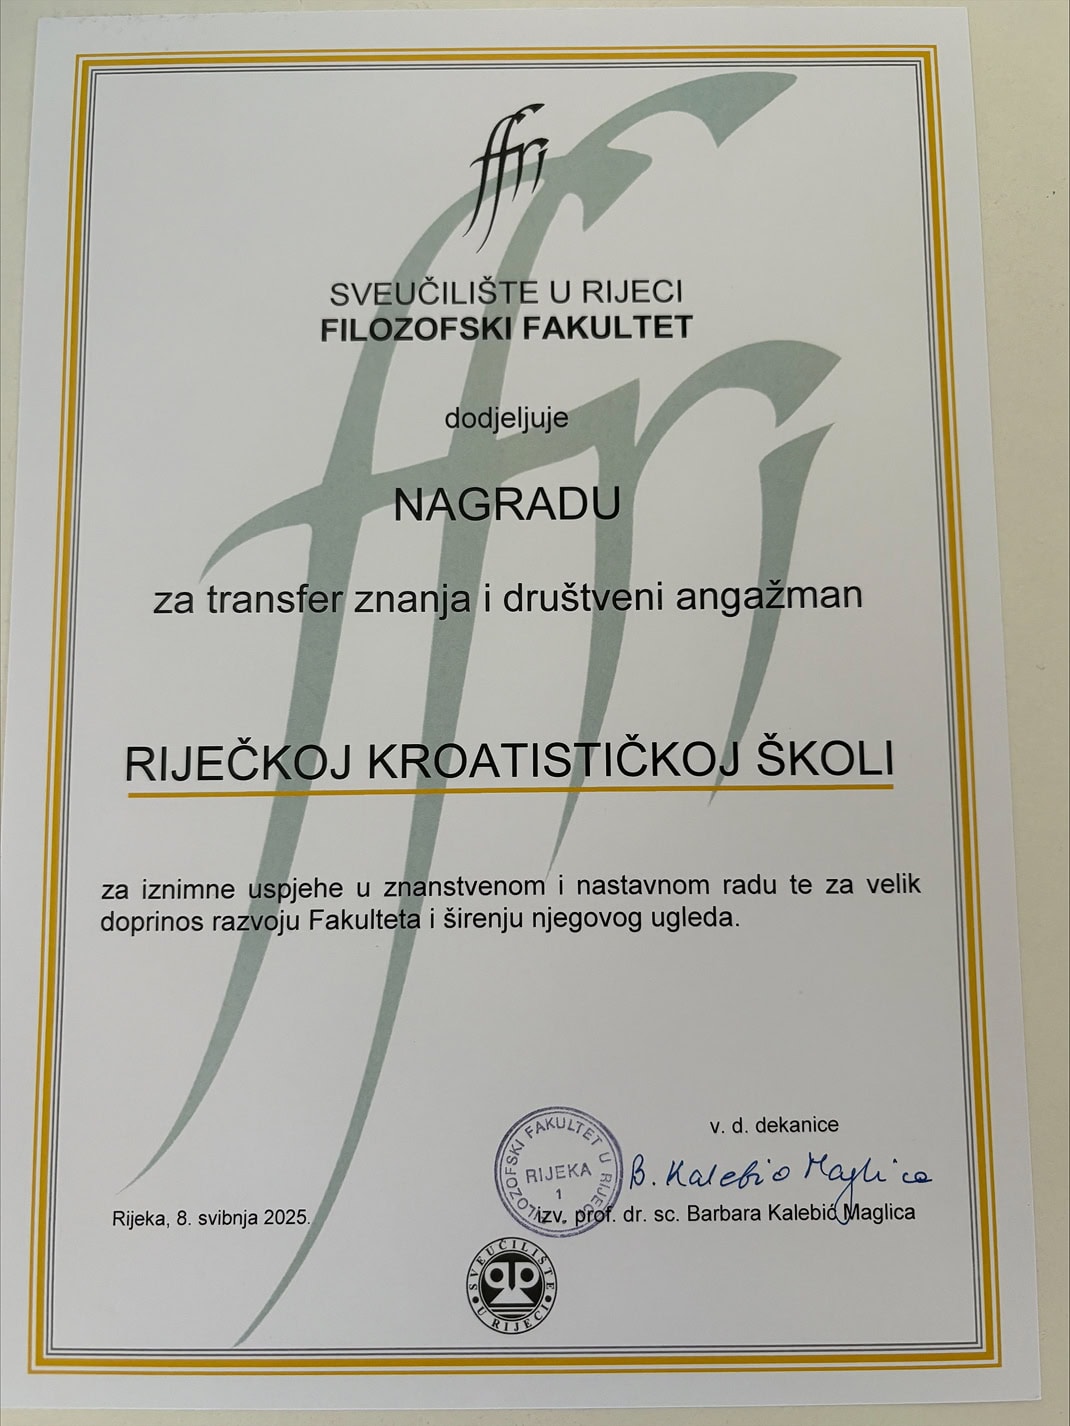 ffri
SVEUČILIŠTE U RIJECI
FILOZOFSKI FAKULTET
dodjeljuje
NAGRADU
za transfer znanja i društveni angažman
RIJEČKOJ KROATISTIČKOJ ŠKOLI
za iznimne uspjehe u znanstvenom i nastavnom radu te za velik
doprinos razvoju Fakulteta i širenju njegovog ugleda.
v. d. dekanice
FILOZOFSKI FAKULTET U RIJECI
RIJEKA
1
B. Kalebić Maglica
Rijeka, 8. svibnja 2025.
izv. prof. dr. sc. Barbara Kalebić Maglica
SVEUČILIŠTE
U RIJECI